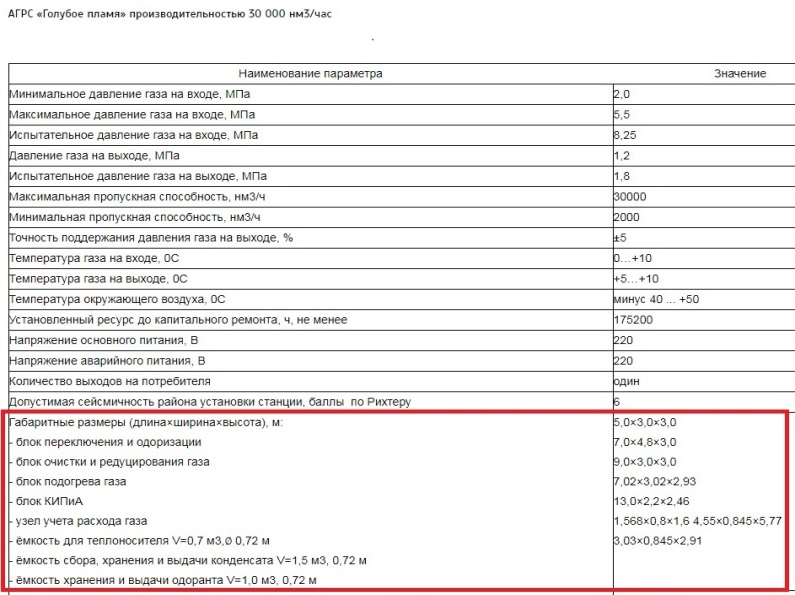 АГРС «Голубое пламя» производительностью 30 000 нм3/час
Наименование параметра Значение
Минимальное давление газа на входе, МПа 2,0
Максимальное давление газа на входе, МПа 5,5
Испытательное давление газа на входе, МПа 8,25
Давление газа на выходе, МПа 1,2
Испытательное давление газа на выходе, МПа 1,8
Максимальная пропускная способность, нм3/ч 30000
Минимальная пропускная способность, нм3/ч 2000
Точность поддержания давления газа на выходе, % ±5
Температура газа на входе, 0С 0…+10
Температура газа на выходе, 0С +5…+10
Температура окружающего воздуха, 0С минус 40 ... +50
Установленный ресурс до капитального ремонта, ч, не менее 175200
Напряжение основного питания, В 220
Напряжение аварийного питания, В 220
Количество выходов на потребителя один
Допустимая сейсмичность района установки станции, баллы по Рихтеру 6
Габаритные размеры (длина×ширина×высота), м: 5,0×3,0×3,0
- блок переключения и одоризации 7,0×4,8×3,0
- блок очистки и редуцирования газа 9,0×3,0×3,0
- блок подогрева газа 7,02×3,02×2,93
- блок КИПиА 13,0×2,2×2,46
- узел учета расхода газа 1,568×0,8×1,6 4,55×0,845×5,77
- ёмкость для теплоносителя V=0,7 м3,ø 0,72 м 3,03×0,845×2,91
- ёмкость сбора, хранения и выдачи конденсата V=1,5 м3, 0,72 м
- ёмкость хранения и выдачи одоранта V=1,0 м3, 0,72 м